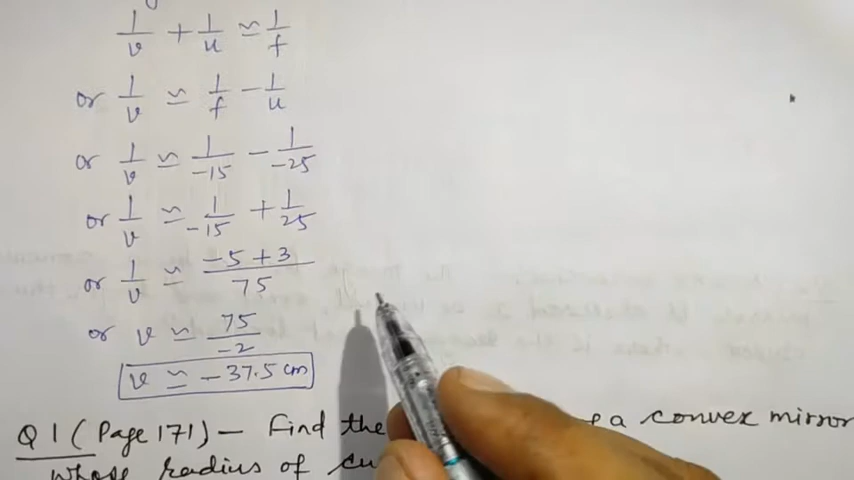 1/v + 1/u ≃ 1/f
or 1/v ≃ 1/f - 1/u
or 1/v ≃ 1/-15 - 1/-25
or 1/v ≃ 1/-15 + 1/25
or 1/v ≃ -5+3/75
or v ≃ 75/-2
v ≃ -37.5 cm
Q1 (Page 171) - Find the of a convex mirror
whose radius of